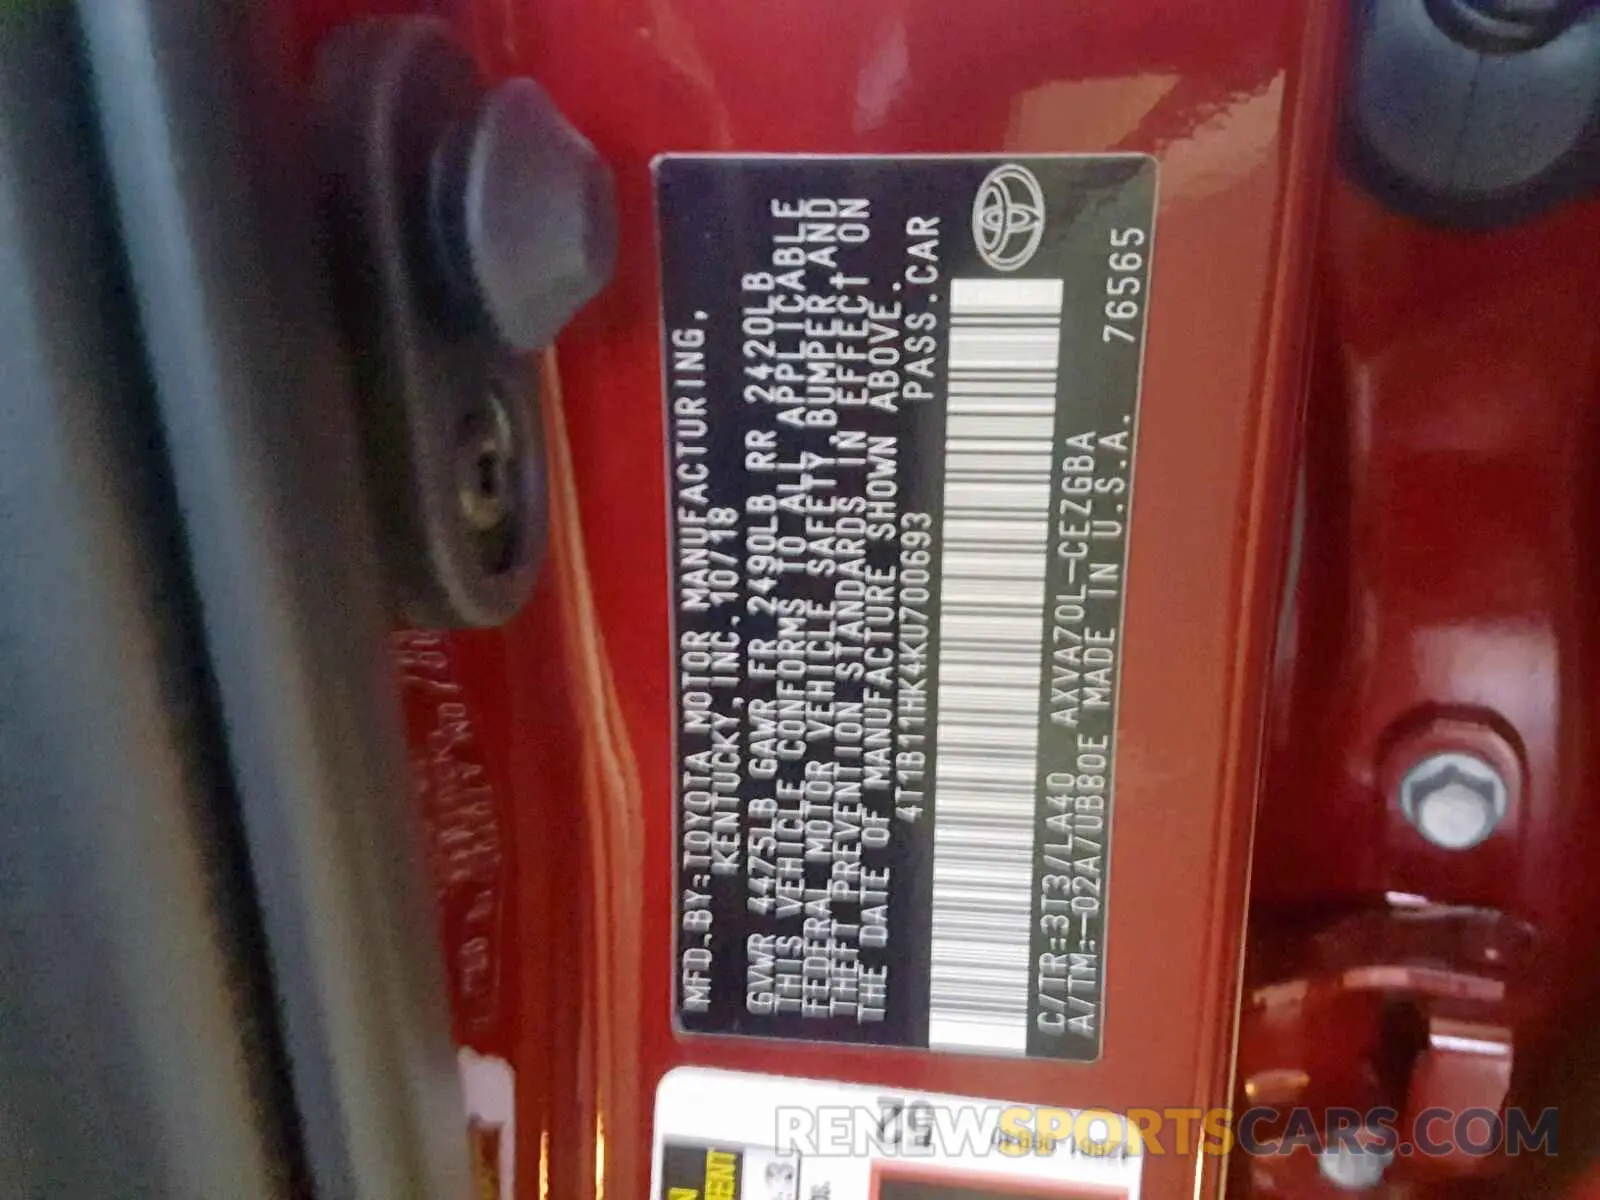 MFD.BY:TOYOTA MOTOR MANUFACTURING,
KENTUCKY,INC. 10/18
GVWR 4475LB GAWR FR 2490LB RR 2420LB
THIS VEHICLE CONFORMS TO ALL APPLICABLE
FEDERAL MOTOR VEHICLE SAFETY,BUMPER,AND
THEFT PREVENTION STANDARDS IN EFFECT ON
THE DATE OF MANUFACTURE SHOWN ABOVE.
4T1B11HK4KU700693 PASS.CAR
C/TR:3T3/LA40 AXVA70L-CEZGBA
A/TM:-02A/UB80E MADE IN U.S.A. 76565
RENEWSPORTSCARS.COM